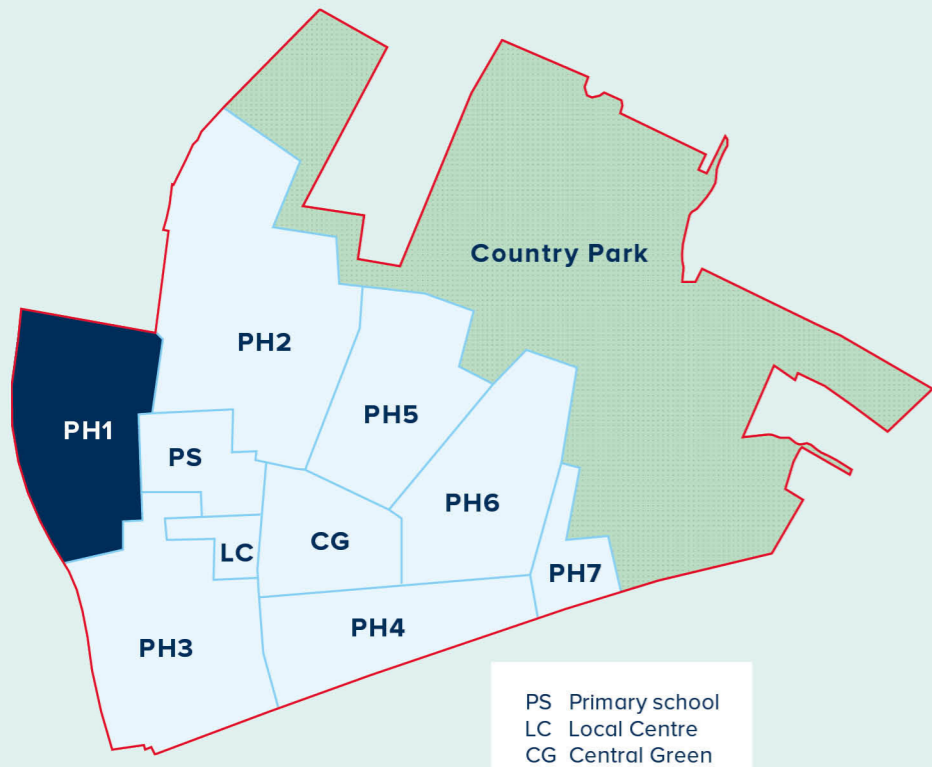 Country Park
PH2
PH5
PH1
PS
PH6
CG
LC
PH7
PH4
PH3
PS Primary school
LC Local Centre
CG Central Green